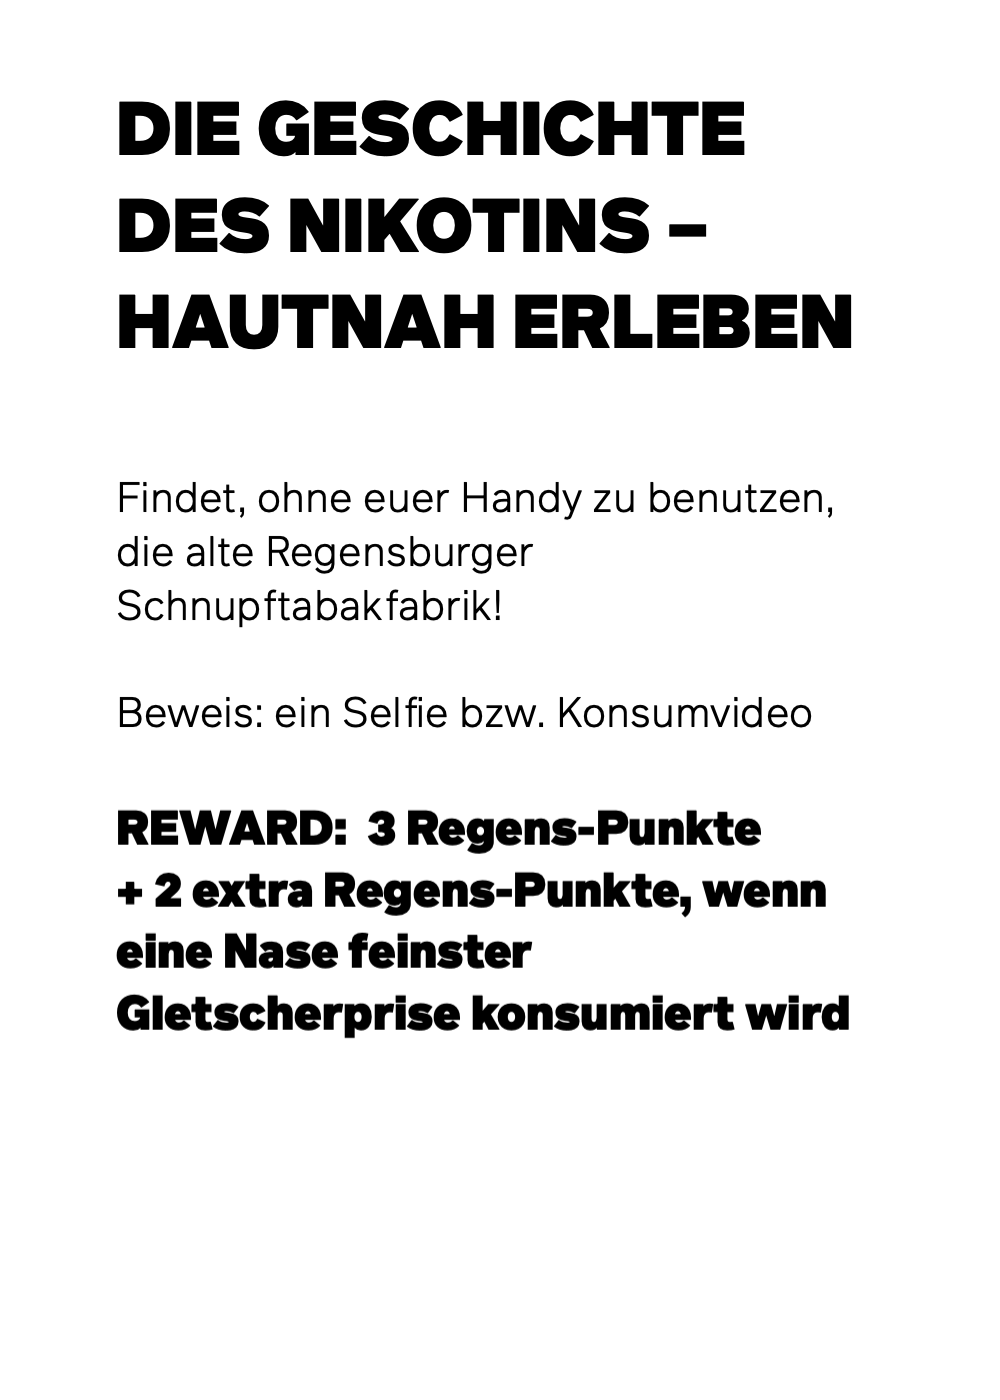 DIE GESCHICHTE
DES NIKOTINS –
HAUTNAH ERLEBEN
Findet, ohne euer Handy zu benutzen,
die alte Regensburger
Schnupftabakfabrik!
Beweis: ein Selfie bzw. Konsumvideo
REWARD: 3 Regens-Punkte
+ 2 extra Regens-Punkte, wenn
eine Nase feinster
Gletscherprise konsumiert wird